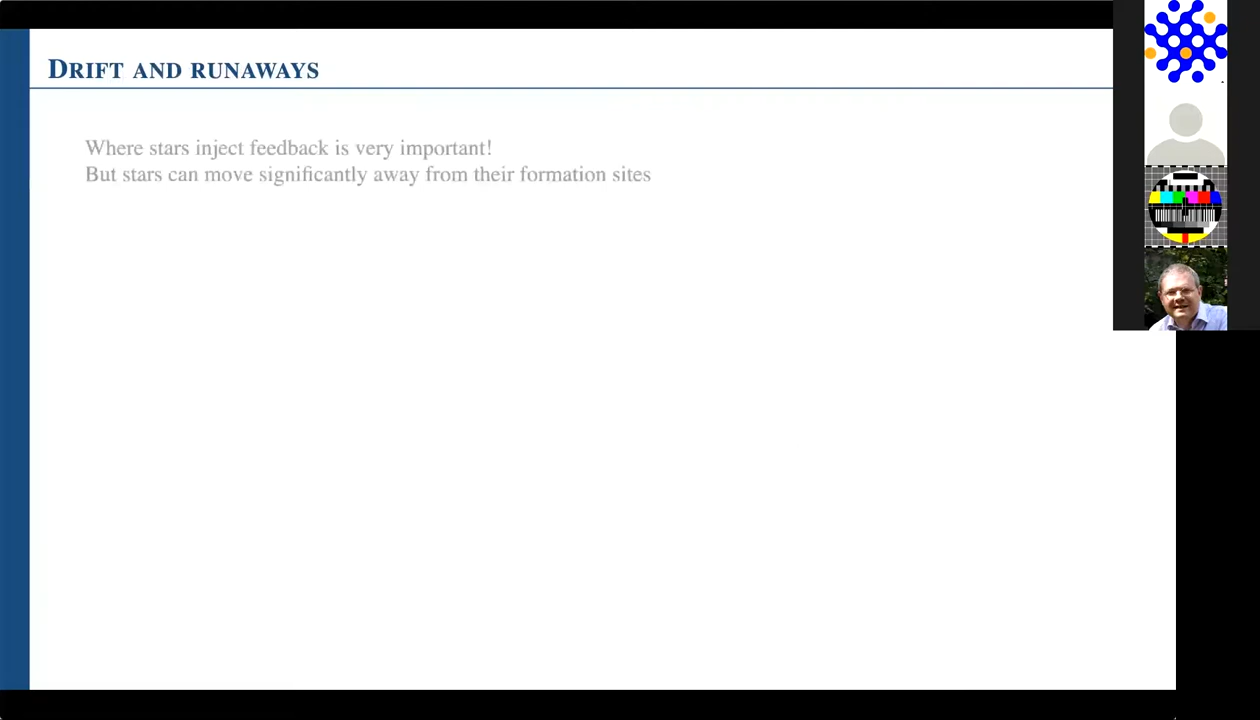 DRIFT AND RUNAWAYS
Where stars inject feedback is very important!
But stars can move significantly away from their formation sites